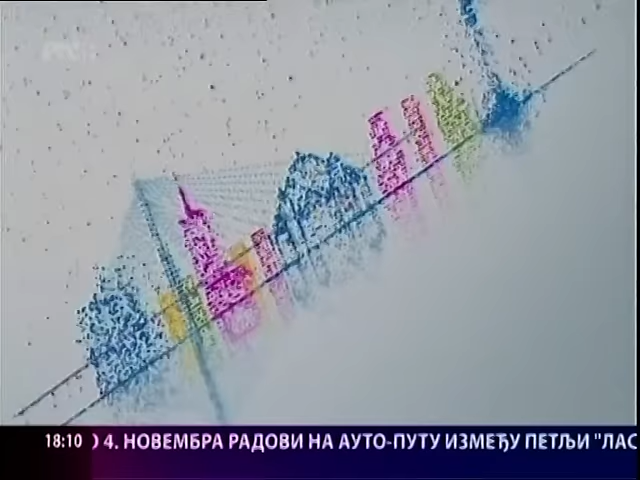 18:10 ) 4. НОВЕМБРА РАДОВИ НА АУТО-ПУТУ ИЗМЕЂУ ПЕТЉИ "ЛАС